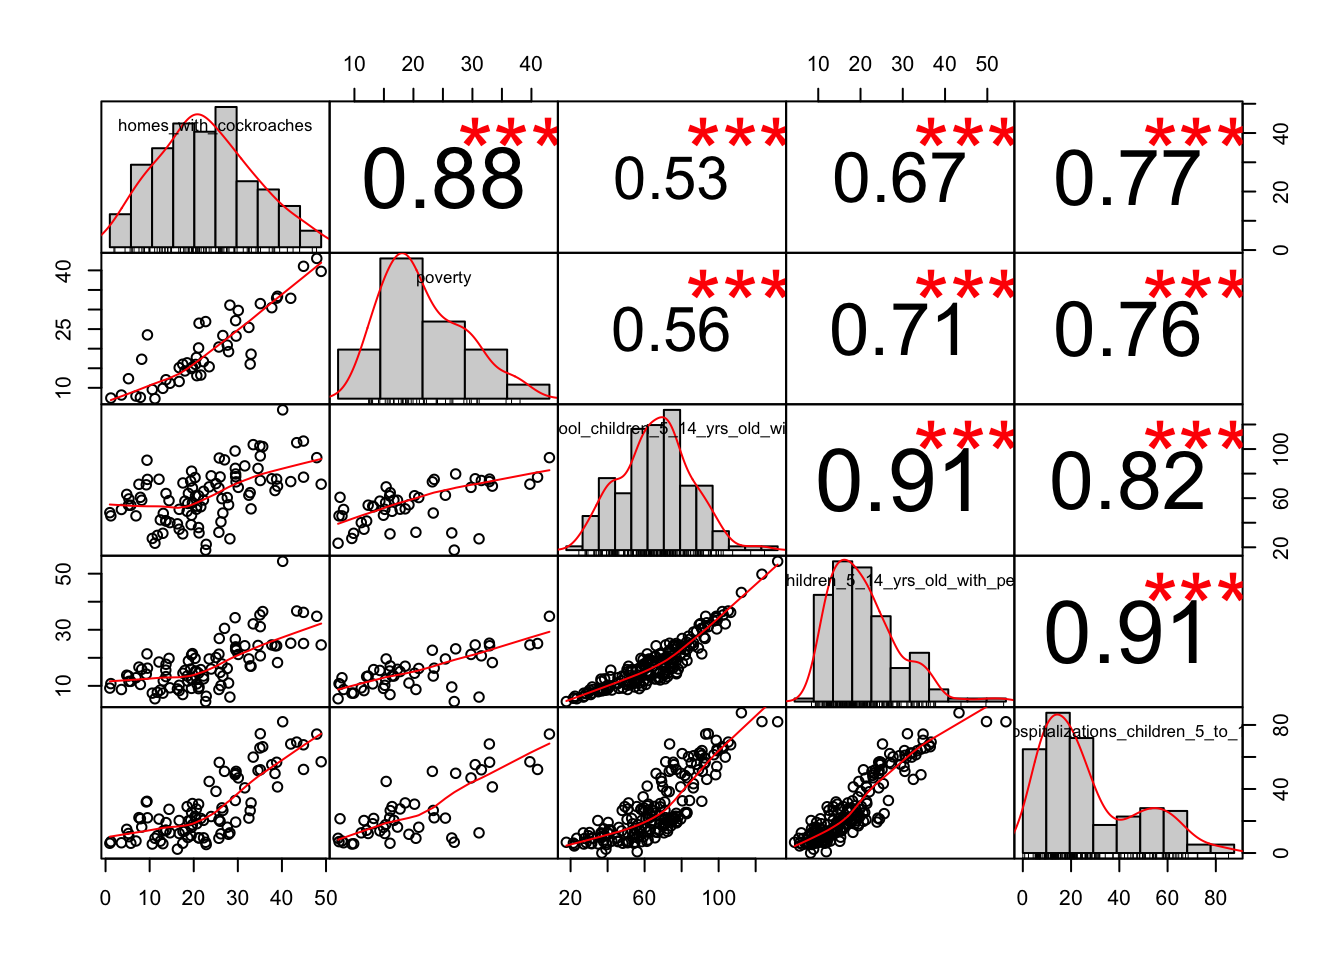 10 20 30 40 10 20 30 40 50
homes_with_cockroaches
*** *** *** ***
0.88 0.53 0.67 0.77
0 20 40
10 25 40
poverty
*** *** ***
0.56 0.71 0.76
ool_children_5_14_yrs_old_wi
*** ***
0.91 0.82
20 60 100
10 30 50
hildren_5_14_yrs_old_with_pe
***
0.91
ospitalizations_children_5_to_1
0 40 80
0 10 20 30 40 50 20 60 100 0 20 40 60 80